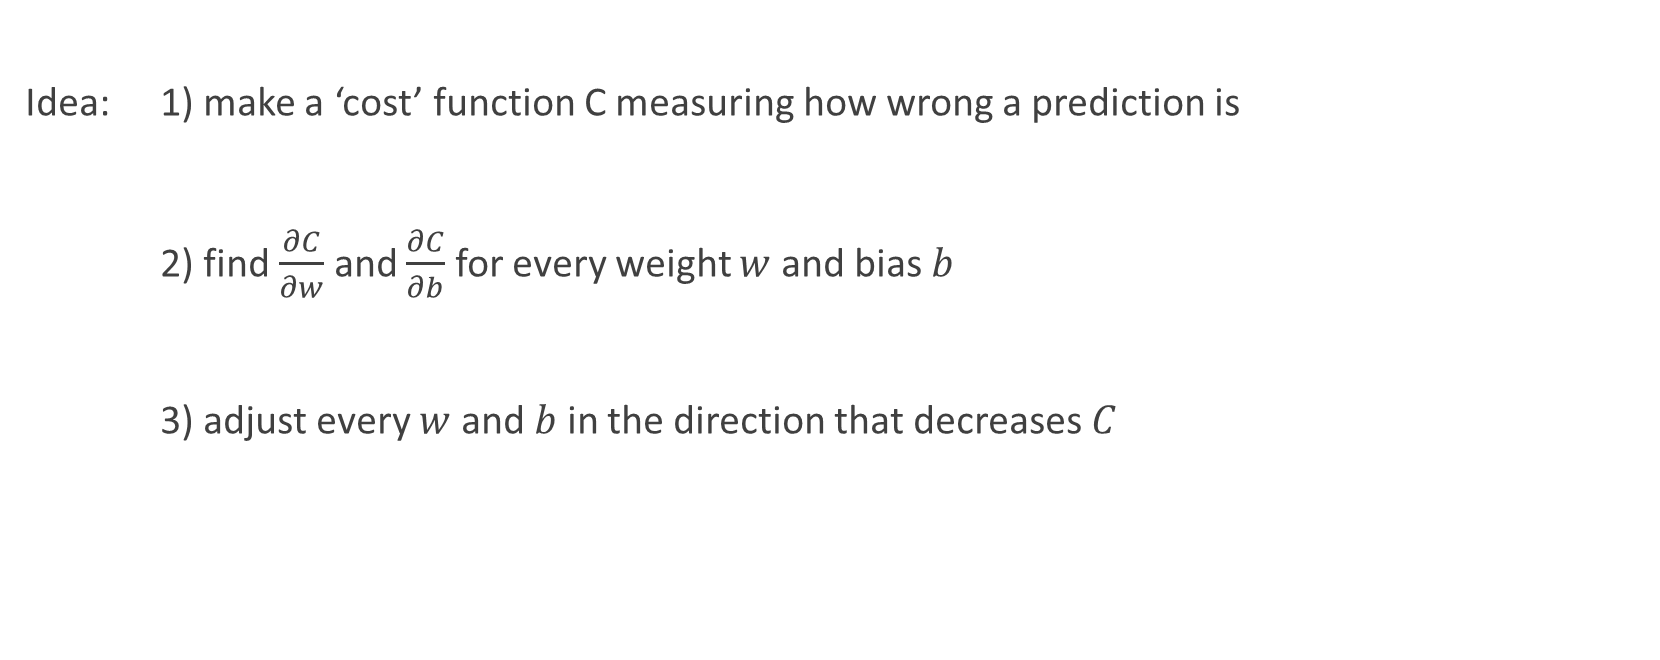 Idea: 1) make a ‘cost’ function C measuring how wrong a prediction is
2) find ∂C/∂w and ∂C/∂b for every weight w and bias b
3) adjust every w and b in the direction that decreases C